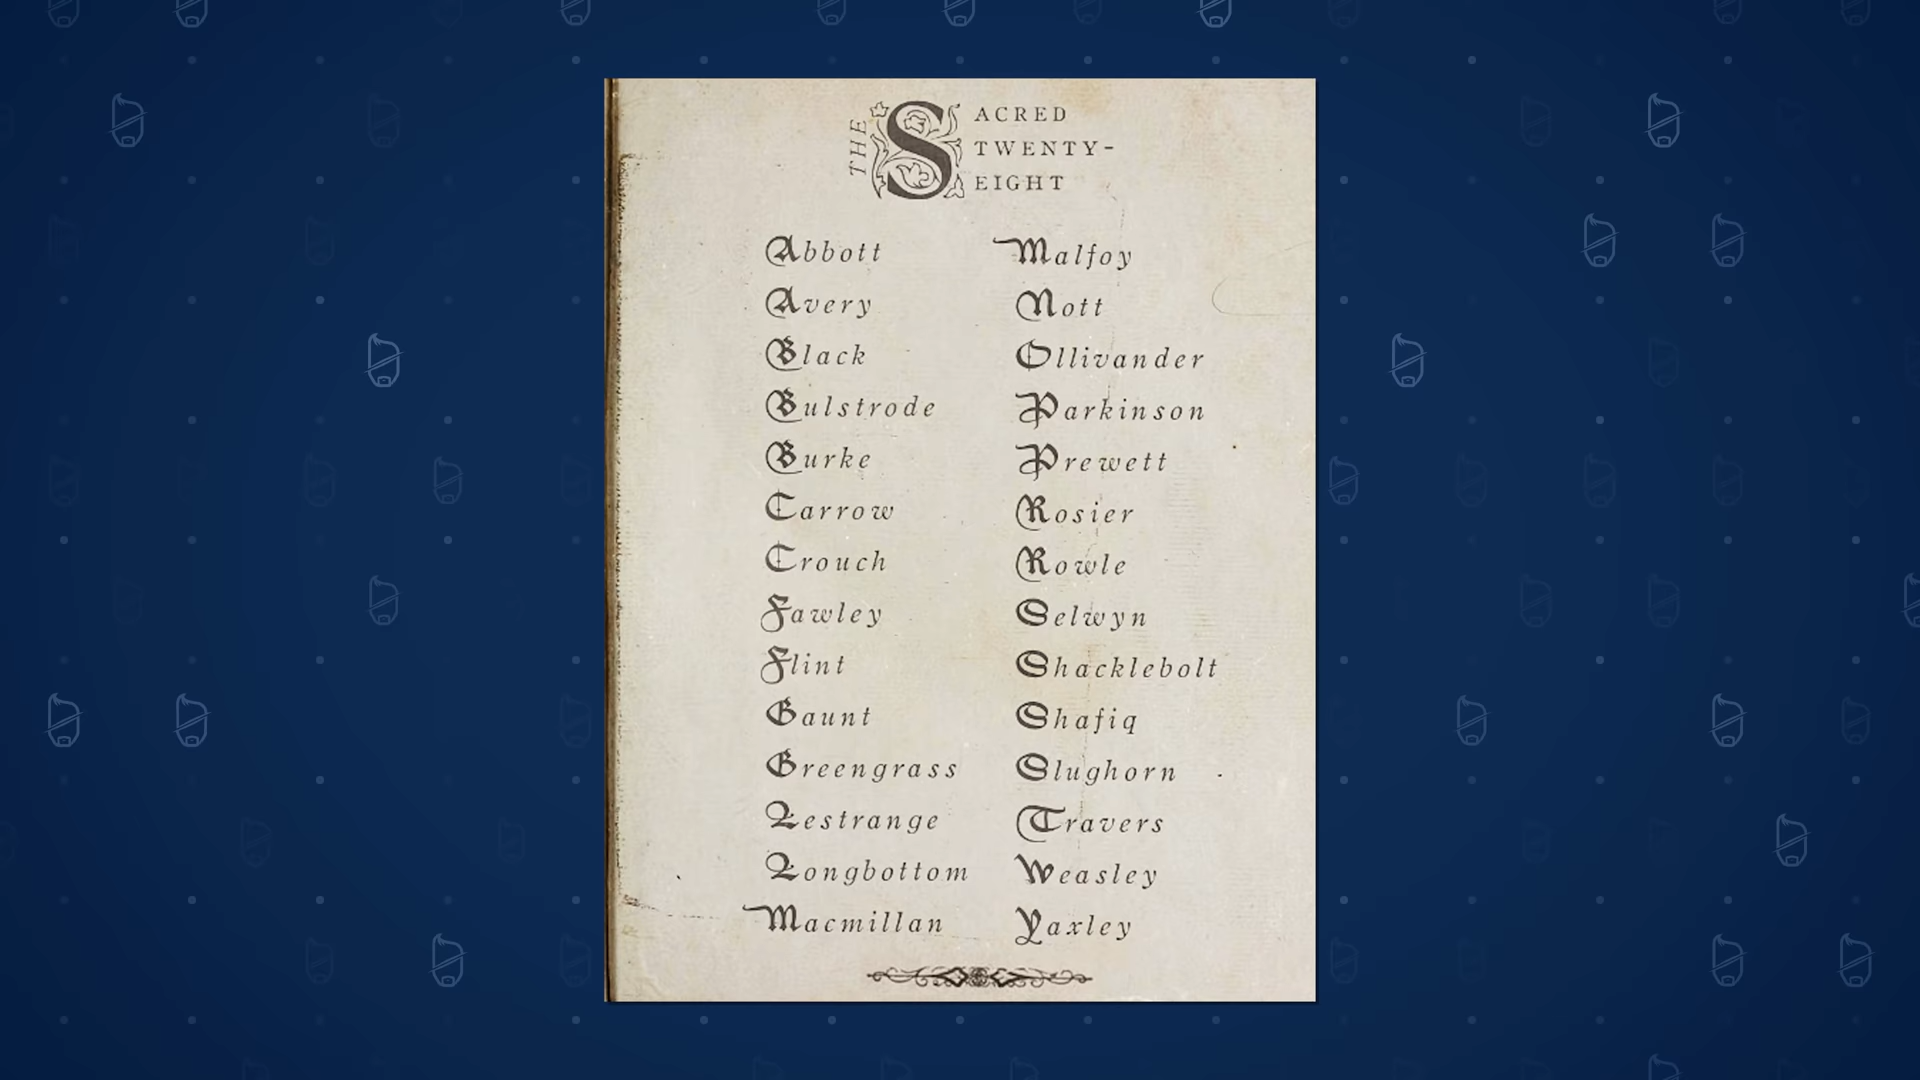 THE SACRED
TWENTY-
EIGHT
Abbott
Avery
Black
Bulstrode
Burke
Carrow
Crouch
Fawley
Flint
Gaunt
Greengrass
Lestrange
Longbottom
Macmillan
Malfoy
Nott
Ollivander
Parkinson
Prewett
Rosier
Rowle
Selwyn
Shacklebolt
Shafiq
Slughorn
Travers
Weasley
Yaxley